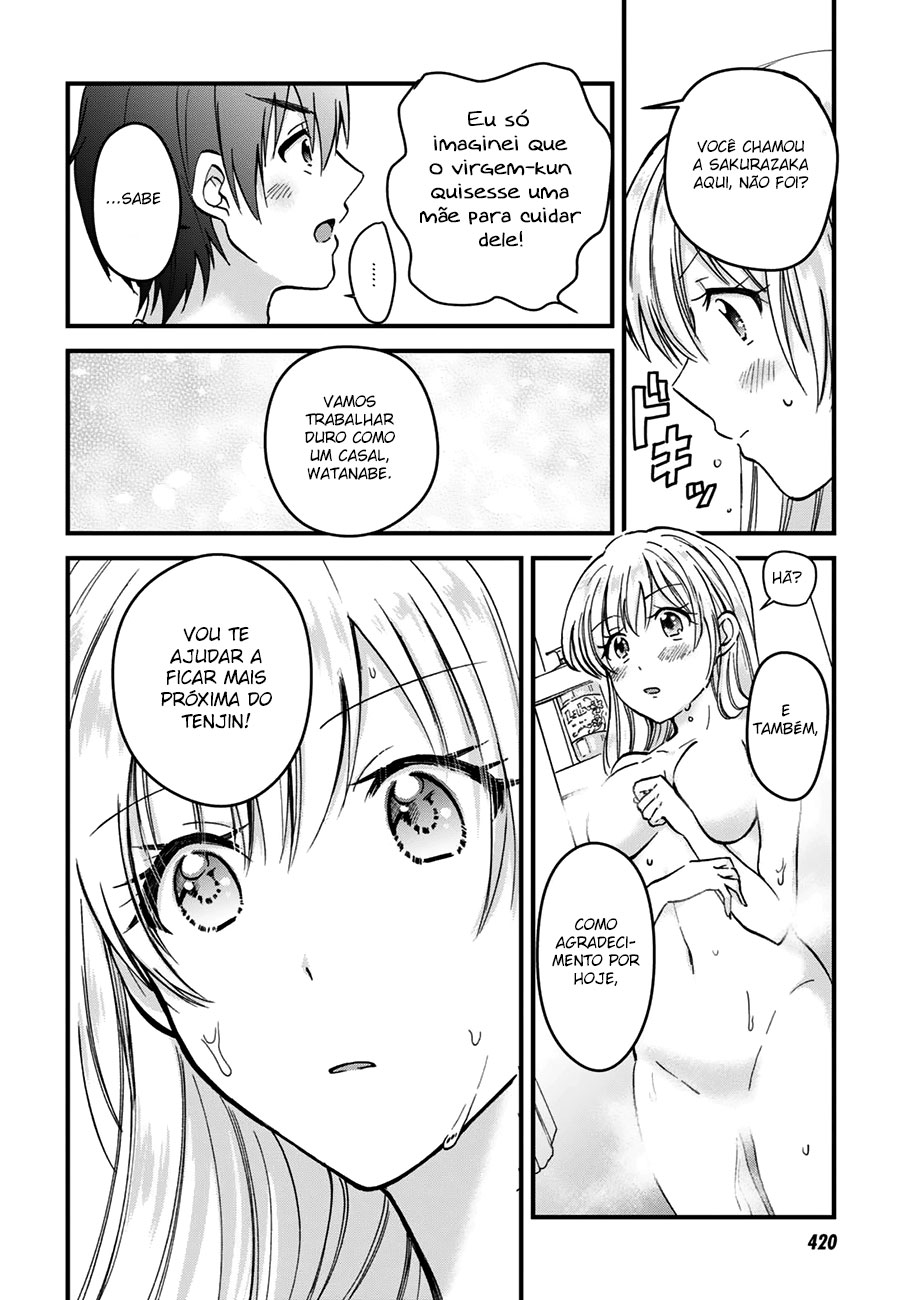 VOCÊ CHAMOU
A SAKURAZAKA
AQUI, NÃO FOI?
ドキッ
Eu só
imaginei que
o virgem-kun
quisesse uma
mãe para cuidar
dele!
......
...SABE
VAMOS
TRABALHAR
DURO COMO
UM CASAL,
WATANABE.
HÃ?
E
TAMBÉM,
COMO
AGRADECI-
MENTO POR
HOJE,
VOU TE
AJUDAR A
FICAR MAIS
PRÓXIMA DO
TENJIN!
420